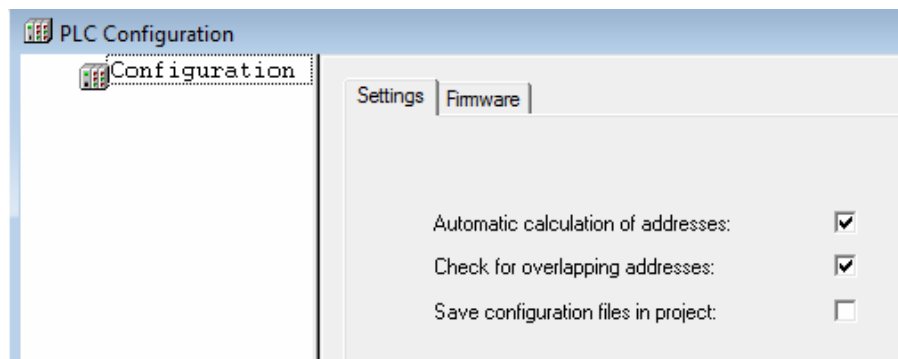 PLC Configuration
Configuration
Settings
Firmware
Automatic calculation of addresses:
Check for overlapping addresses:
Save configuration files in project: